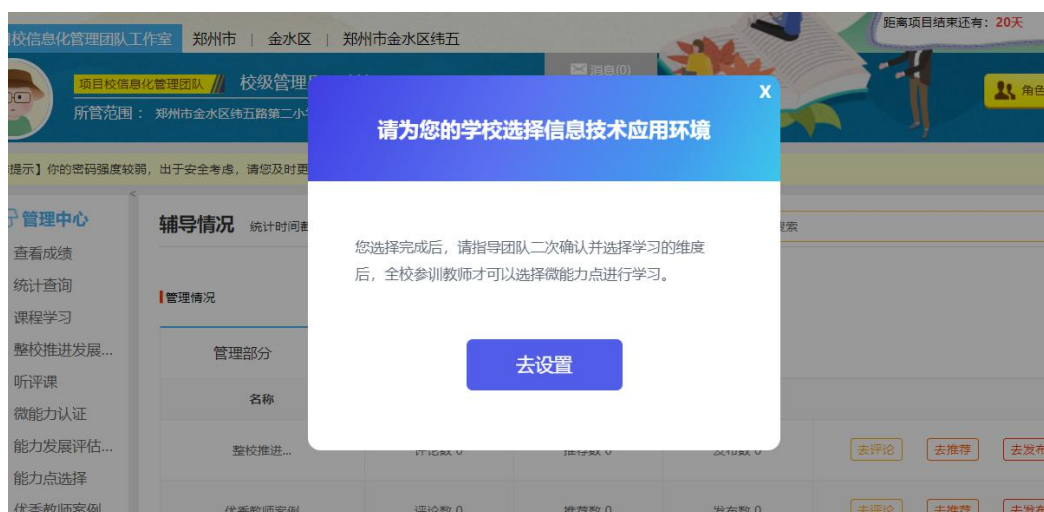 距离项目结束还有：20天
校信息化管理团队工作室 郑州市 | 金水区 | 郑州市金水区纬五
消息(0)
项目校信息化管理团队 校级管理
角色
所管范围： 郑州市金水区纬五路第二小
提示】你的密码强度较弱，出于安全考虑，请您及时更
X
请为您的学校选择信息技术应用环境
您选择完成后，请指导团队二次确认并选择学习的维度
后，全校参训教师才可以选择微能力点进行学习。
去设置
<
管理中心
查看成绩
统计查询
课程学习
整校推进发展...
听评课
微能力认证
能力发展评估...
能力点选择
优秀教师案例
辅导情况 统计时间截
搜索
管理情况
管理部分
名称
整校推进... 评论数 0 推荐数 0 发布数 0 去评论 去推荐 去发布
优秀教师案例 评论数 0 推荐数 0 发布数 0 去评论 去推荐 去发布